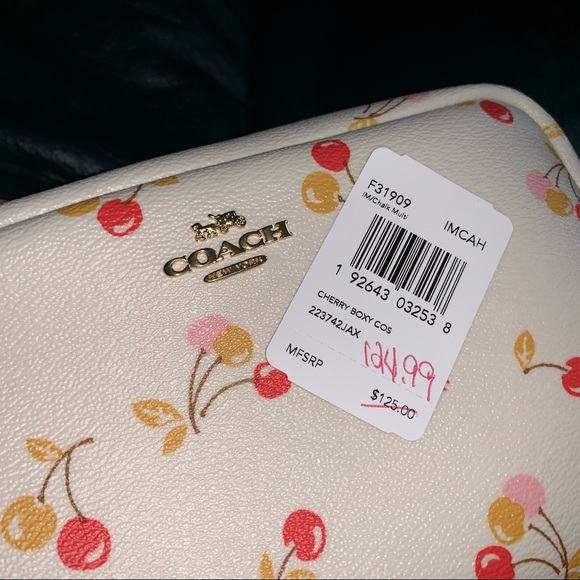 COACH
NEW YORK
F31909
IM/Chalk Multi
IMCAH
1 92643 03253 8
CHERRY BOXY COS
223742JAX
124.99
MFSRP
$125.00